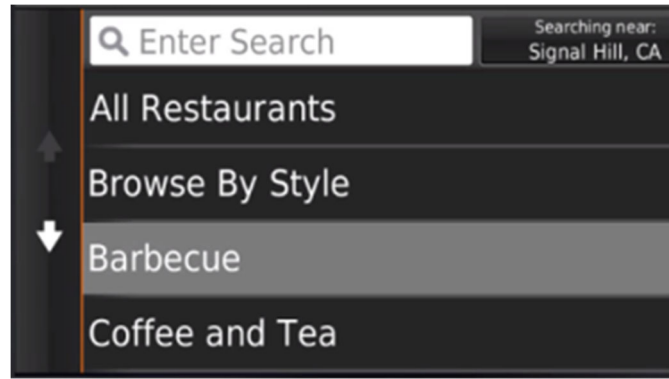 Enter Search
Searching near:
Signal Hill, CA
All Restaurants
Browse By Style
Barbecue
Coffee and Tea